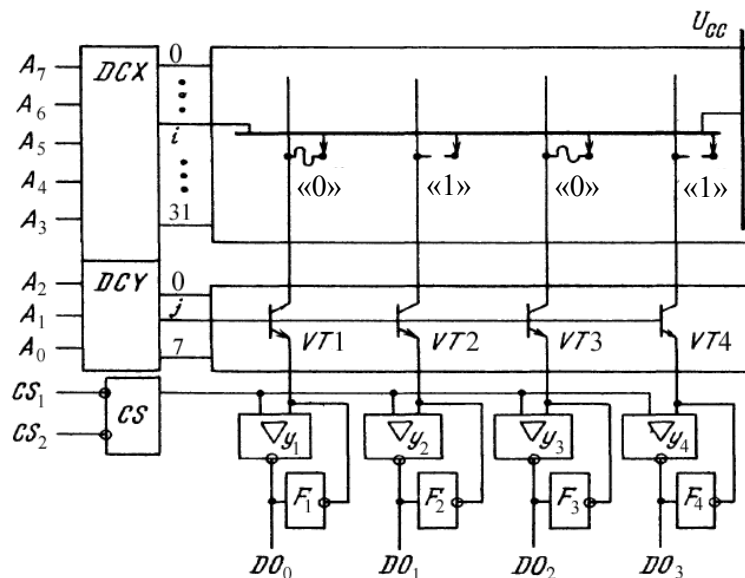 U_CC
A₇ DCX 0
A₆
A₅ i
A₄ «0» «1» «0» «1»
A₃ 31
A₂ DCY 0
A₁ j VT1 VT2 VT3 VT4
A₀ 7
CS₁ CS
CS₂ y₁ y₂ y₃ y₄
F₁ F₂ F₃ F₄
DO₀ DO₁ DO₂ DO₃